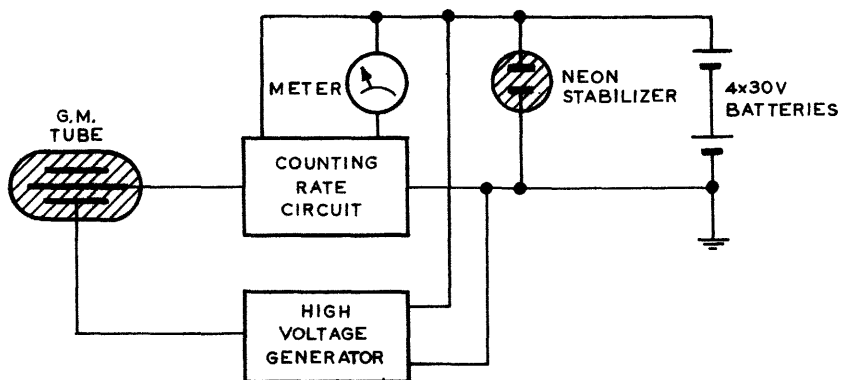 METER
NEON
STABILIZER
4x30V
BATTERIES
G.M.
TUBE
COUNTING
RATE
CIRCUIT
HIGH
VOLTAGE
GENERATOR